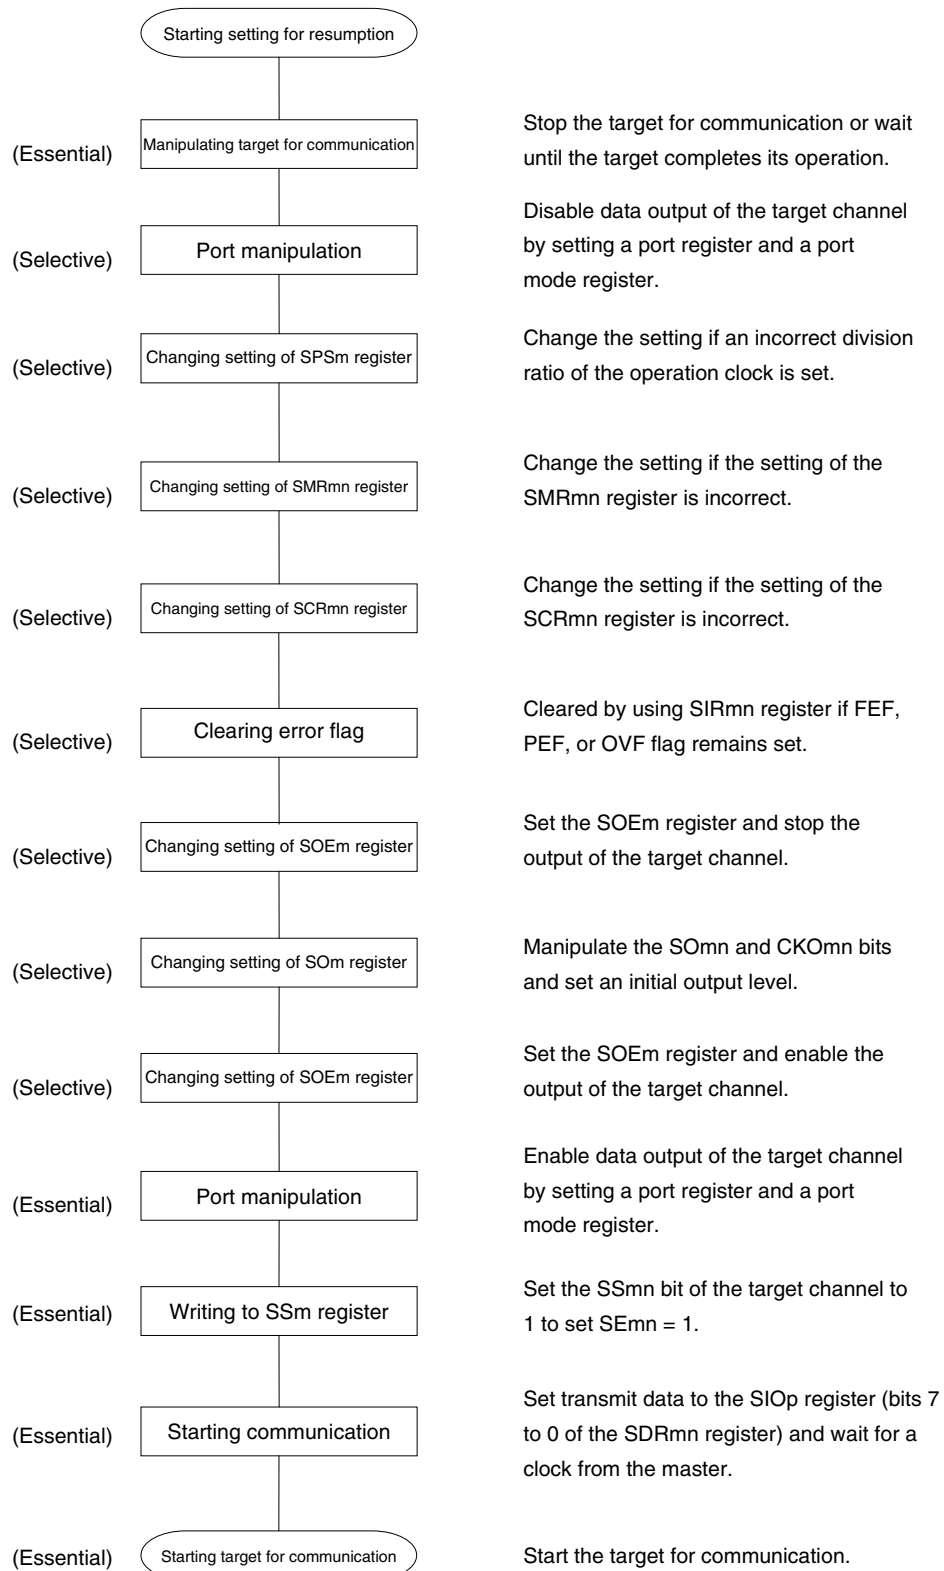 Starting setting for resumption
(Essential)
Manipulating target for communication
Stop the target for communication or wait
until the target completes its operation.
(Selective)
Port manipulation
Disable data output of the target channel
by setting a port register and a port
mode register.
(Selective)
Changing setting of SPSm register
Change the setting if an incorrect division
ratio of the operation clock is set.
(Selective)
Changing setting of SMRmn register
Change the setting if the setting of the
SMRmn register is incorrect.
(Selective)
Changing setting of SCRmn register
Change the setting if the setting of the
SCRmn register is incorrect.
(Selective)
Clearing error flag
Cleared by using SIRmn register if FEF,
PEF, or OVF flag remains set.
(Selective)
Changing setting of SOEm register
Set the SOEm register and stop the
output of the target channel.
(Selective)
Changing setting of SOm register
Manipulate the SOmn and CKOmn bits
and set an initial output level.
(Selective)
Changing setting of SOEm register
Set the SOEm register and enable the
output of the target channel.
(Essential)
Port manipulation
Enable data output of the target channel
by setting a port register and a port
mode register.
(Essential)
Writing to SSm register
Set the SSmn bit of the target channel to
1 to set SEmn = 1.
(Essential)
Starting communication
Set transmit data to the SIOp register (bits 7
to 0 of the SDRmn register) and wait for a
clock from the master.
(Essential)
Starting target for communication
Start the target for communication.